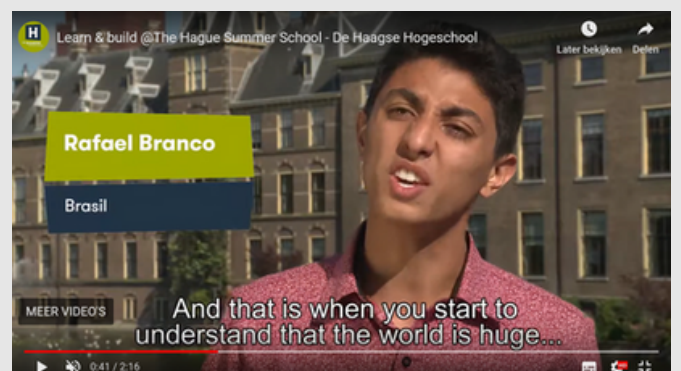 H
Learn & build @The Hague Summer School - De Haagse Hogeschool
Later bekijken
Delen
Rafael Branco
Brasil
MEER VIDEO'S
And that is when you start to
understand that the world is huge...
0:41 / 2:16